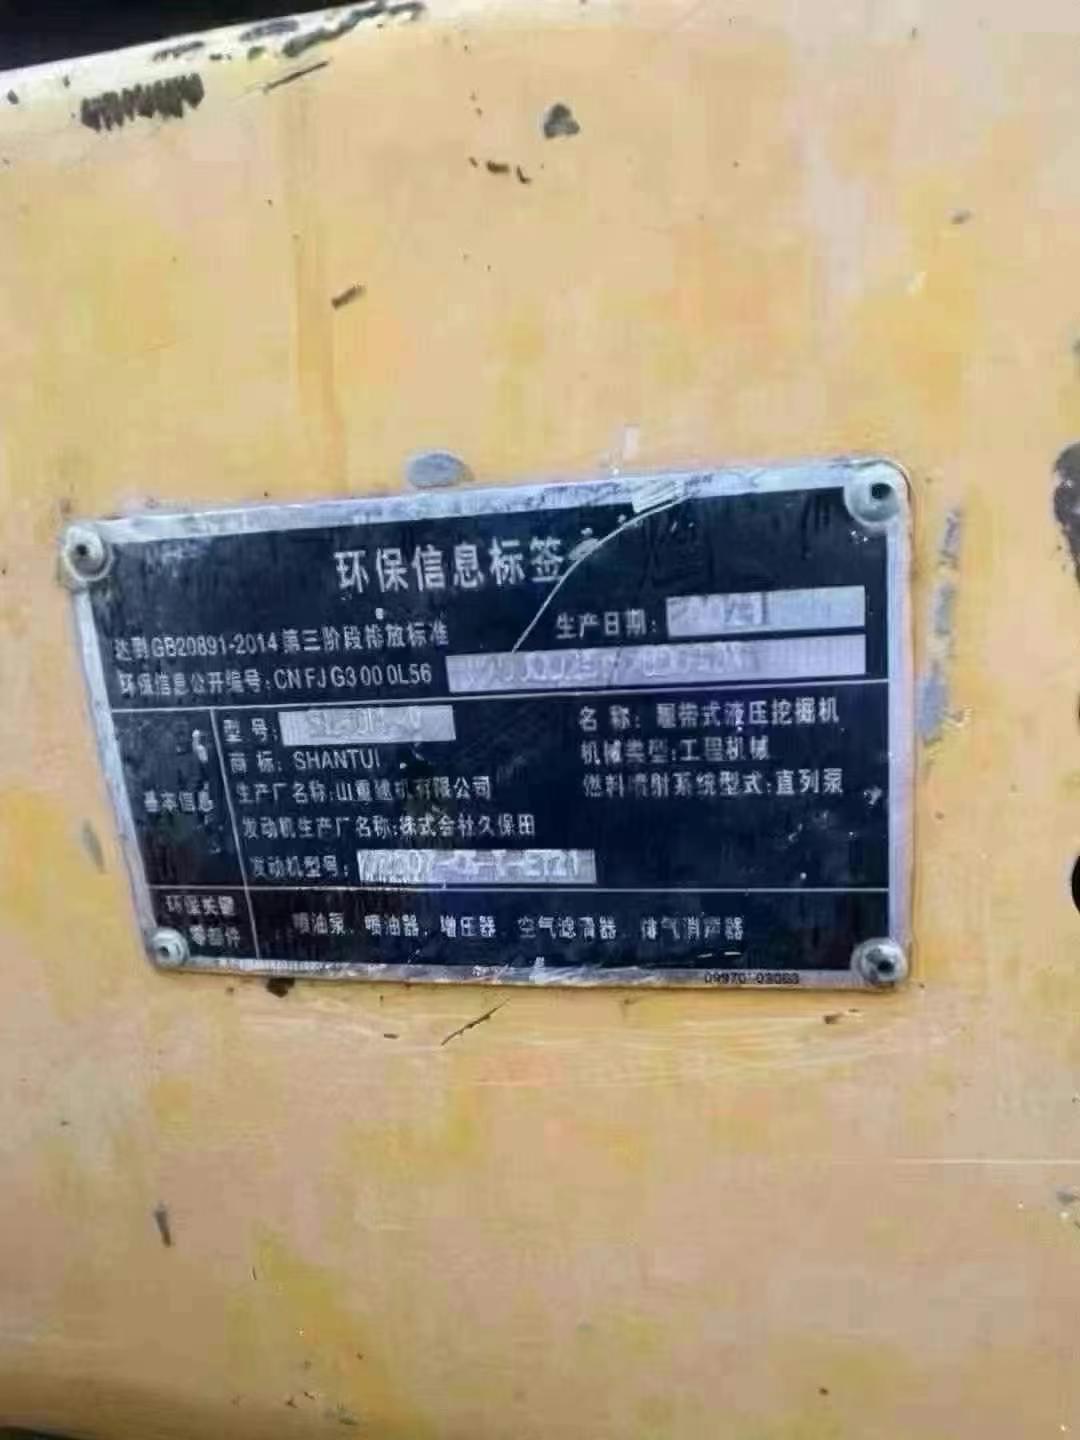 环保信息标签
达到GB20891-2014第三阶段排放标准
生产日期:
环保信息公开编号:CN FJ G3 00 0L56
基本信息
型号:
名称:履带式液压挖掘机
商标:SHANTUI
机械类型:工程机械
生产厂名称:山重建机有限公司
燃料喷射系统型式:直列泵
发动机生产厂名称:株式会社久保田
发动机型号:
环保关键
零部件
喷油泵、喷油器、增压器、空气滤清器、排气消声器